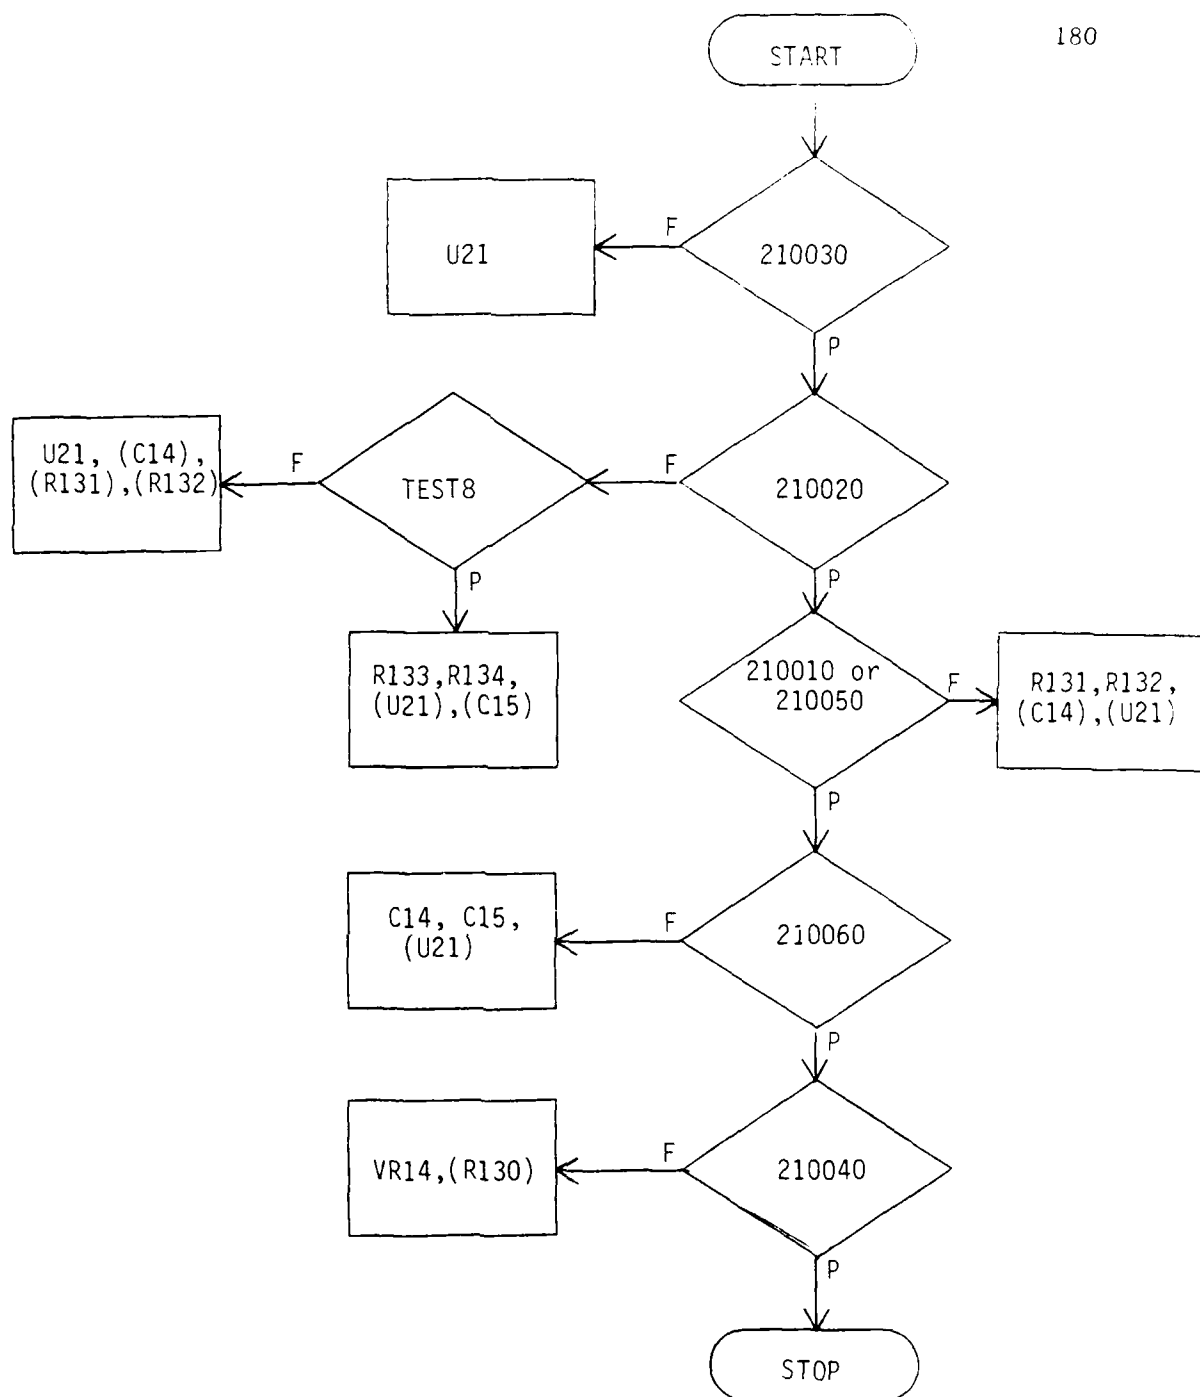 180
START
F
U21
210030
P
U21, (C14),
(R131),(R132)
F
TEST8
F
210020
P
P
R133,R134,
(U21),(C15)
210010 or
210050
F
R131,R132,
(C14),(U21)
P
C14, C15,
(U21)
F
210060
P
VR14,(R130)
F
210040
P
STOP